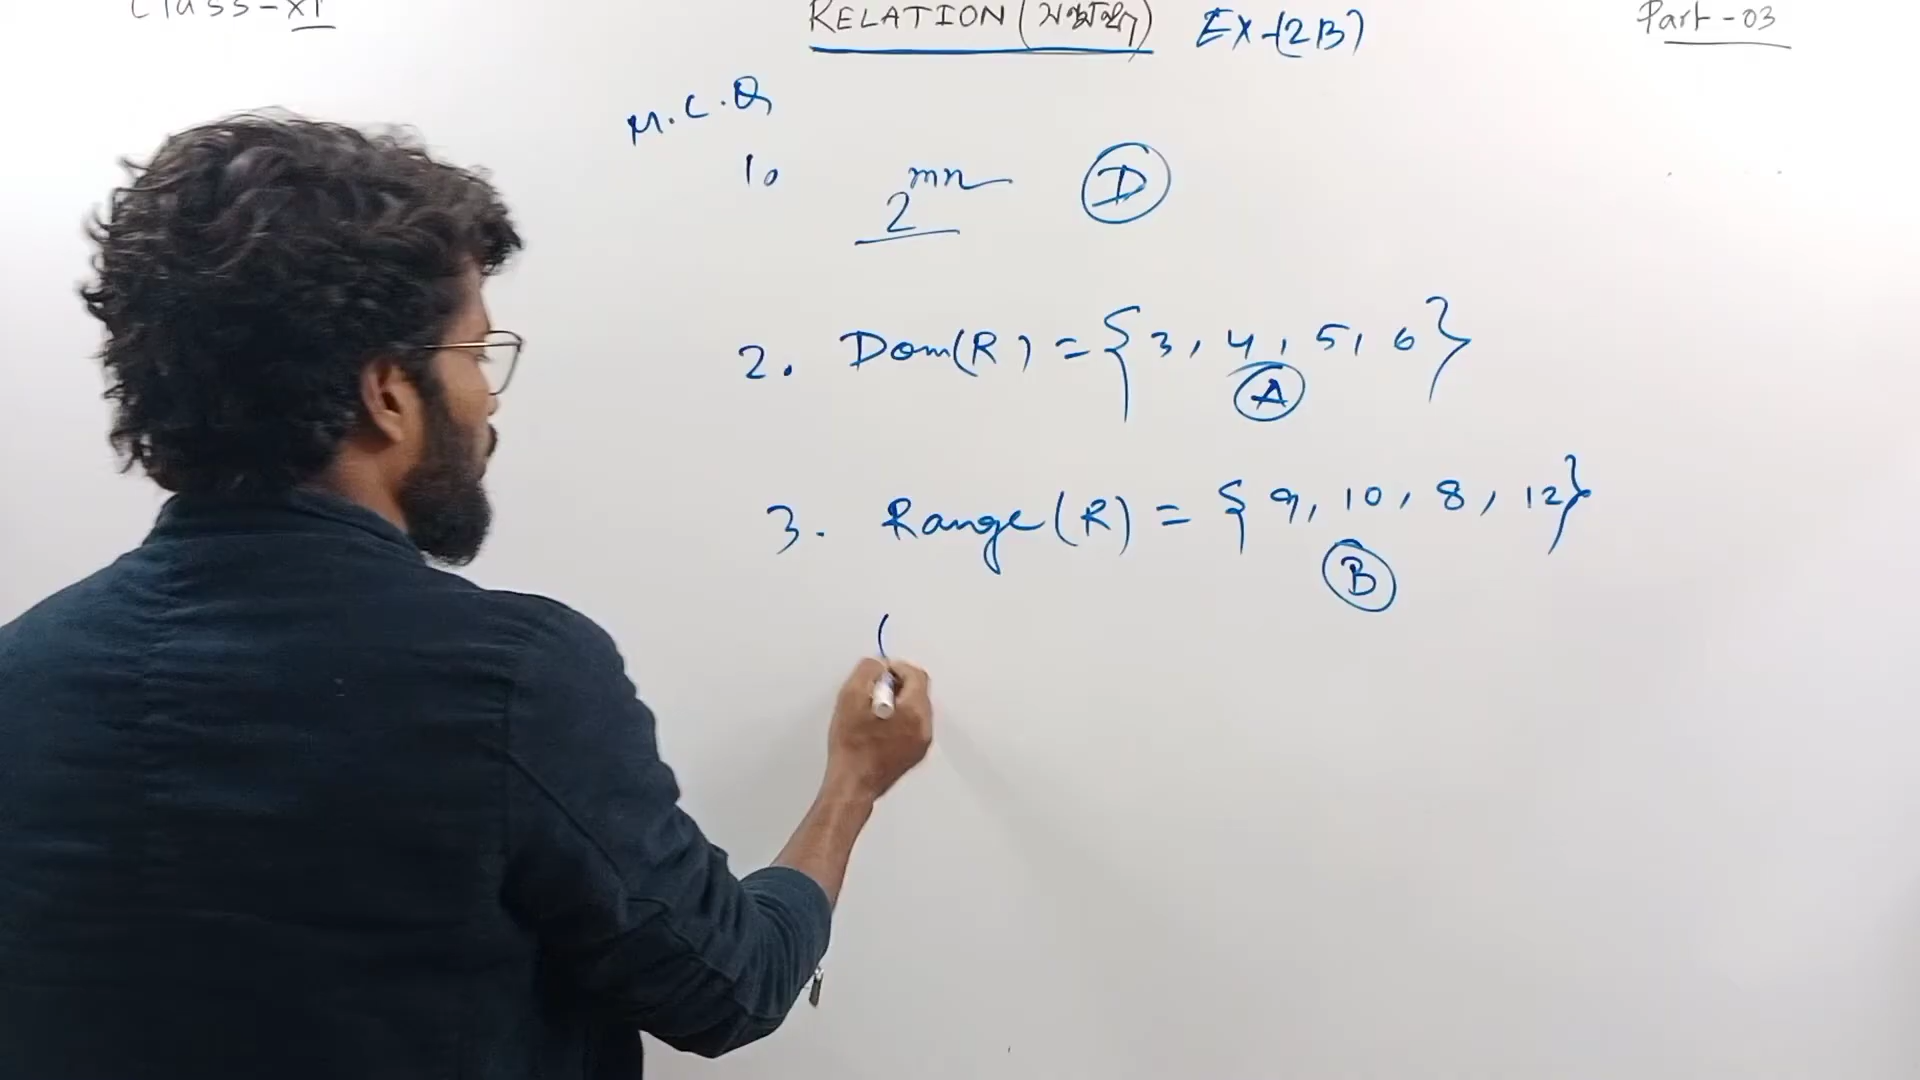 Class-XI
RELATION (সম্বন্ধ) EX-(2B)
Part-03
M.C.Q
1. 2^mn (D)
2. Dom(R) = {3, 4, 5, 6}
(A)
3. Range(R) = {9, 10, 8, 12}
(B)
(